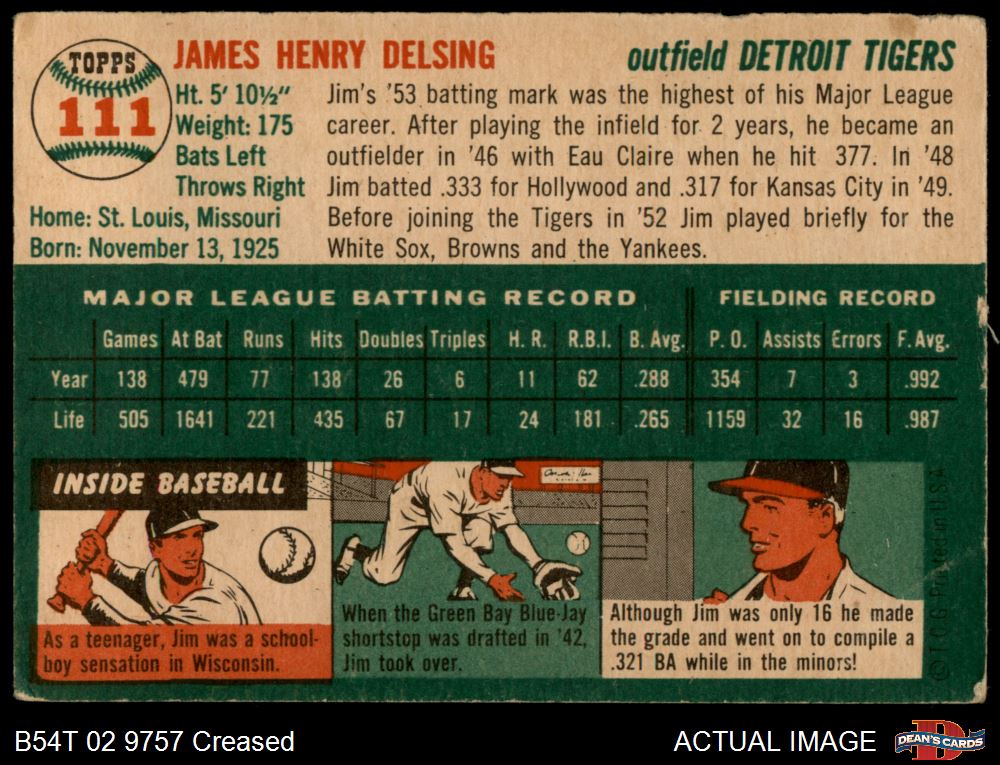 TOPPS
111
JAMES HENRY DELSING
outfield DETROIT TIGERS
Ht. 5' 10½"
Weight: 175
Bats Left
Throws Right
Home: St. Louis, Missouri
Born: November 13, 1925
Jim's '53 batting mark was the highest of his Major League
career. After playing the infield for 2 years, he became an
outfielder in '46 with Eau Claire when he hit 377. In '48
Jim batted .333 for Hollywood and .317 for Kansas City in '49.
Before joining the Tigers in '52 Jim played briefly for the
White Sox, Browns and the Yankees.
MAJOR LEAGUE BATTING RECORD FIELDING RECORD
Games At Bat Runs Hits Doubles Triples H. R. R.B.I. B. Avg. P. O. Assists Errors F. Avg.
Year 138 479 77 138 26 6 11 62 .288 354 7 3 .992
Life 505 1641 221 435 67 17 24 181 .265 1159 32 16 .987
INSIDE BASEBALL
As a teenager, Jim was a school-
boy sensation in Wisconsin.
When the Green Bay Blue-Jay
shortstop was drafted in '42,
Jim took over.
Although Jim was only 16 he made
the grade and went on to compile a
.321 BA while in the minors!
© T.C.G. Printed in U.S.A.
B54T 02 9757 Creased
ACTUAL IMAGE
DEAN'S CARDS